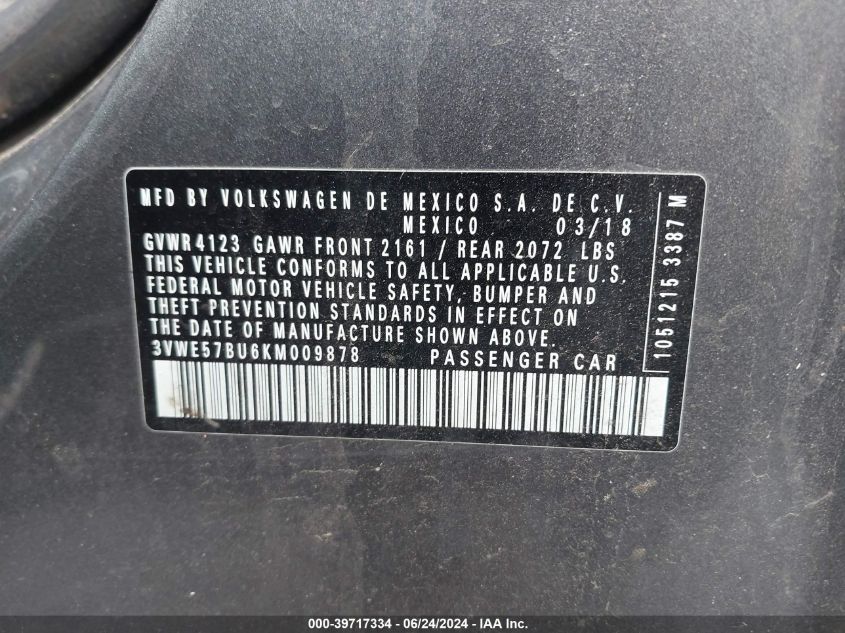 MFD BY VOLKSWAGEN DE MEXICO S.A. DE C.V.
MEXICO 03/18
GVWR 4123 GAWR FRONT 2161 / REAR 2072 LBS
THIS VEHICLE CONFORMS TO ALL APPLICABLE U.S.
FEDERAL MOTOR VEHICLE SAFETY, BUMPER AND
THEFT PREVENTION STANDARDS IN EFFECT ON
THE DATE OF MANUFACTURE SHOWN ABOVE.
3VWE57BU6KM009878 PASSENGER CAR
1051215 3387 M
000-39717334 - 06/24/2024 - IAA Inc.